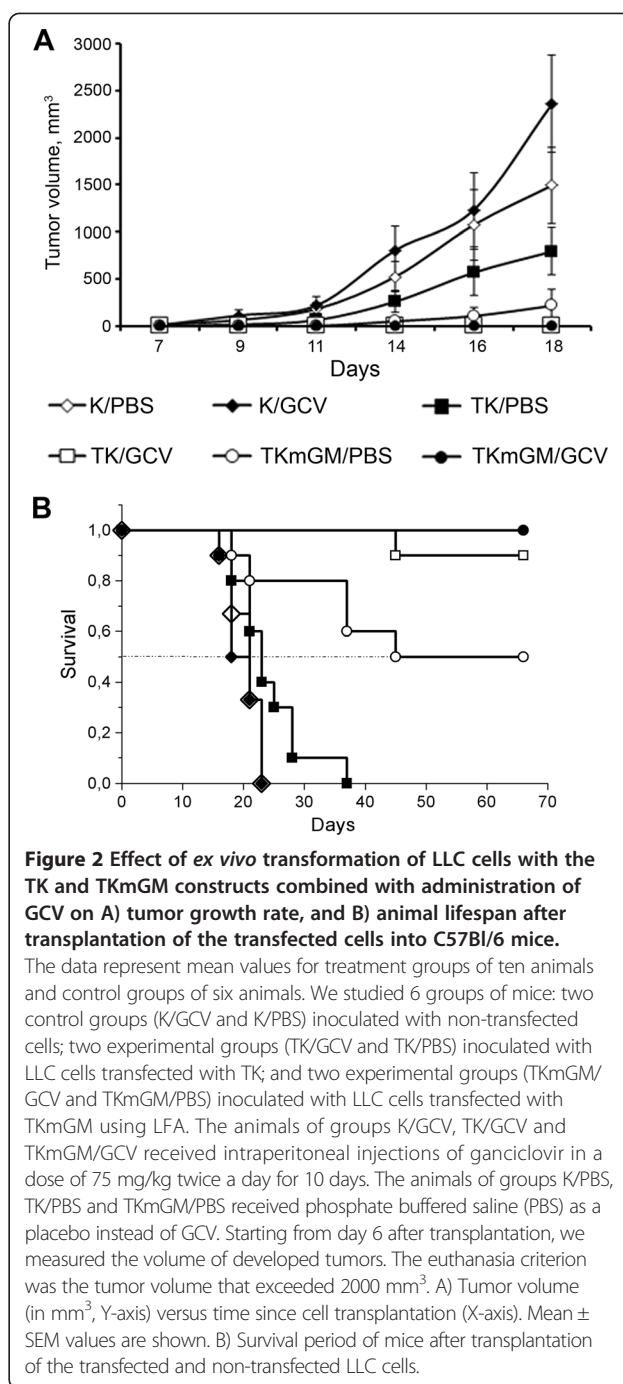 A
Tumor volume, mm³
3000
2500
2000
1500
1000
500
0
7 9 11 14 16 18
Days
K/PBS K/GCV TK/PBS
TK/GCV TKmGM/PBS TKmGM/GCV
B
Survival
1,0
0,8
0,6
0,4
0,2
0,0
0 10 20 30 40 50 60 70
Days
Figure 2 Effect of ex vivo transformation of LLC cells with the
TK and TKmGM constructs combined with administration of
GCV on A) tumor growth rate, and B) animal lifespan after
transplantation of the transfected cells into C57Bl/6 mice.
The data represent mean values for treatment groups of ten animals
and control groups of six animals. We studied 6 groups of mice: two
control groups (K/GCV and K/PBS) inoculated with non-transfected
cells; two experimental groups (TK/GCV and TK/PBS) inoculated with
LLC cells transfected with TK; and two experimental groups (TKmGM/
GCV and TKmGM/PBS) inoculated with LLC cells transfected with
TKmGM using LFA. The animals of groups K/GCV, TK/GCV and
TKmGM/GCV received intraperitoneal injections of ganciclovir in a
dose of 75 mg/kg twice a day for 10 days. The animals of groups K/PBS,
TK/PBS and TKmGM/PBS received phosphate buffered saline (PBS) as a
placebo instead of GCV. Starting from day 6 after transplantation, we
measured the volume of developed tumors. The euthanasia criterion
was the tumor volume that exceeded 2000 mm³. A) Tumor volume
(in mm³, Y-axis) versus time since cell transplantation (X-axis). Mean ±
SEM values are shown. B) Survival period of mice after transplantation
of the transfected and non-transfected LLC cells.